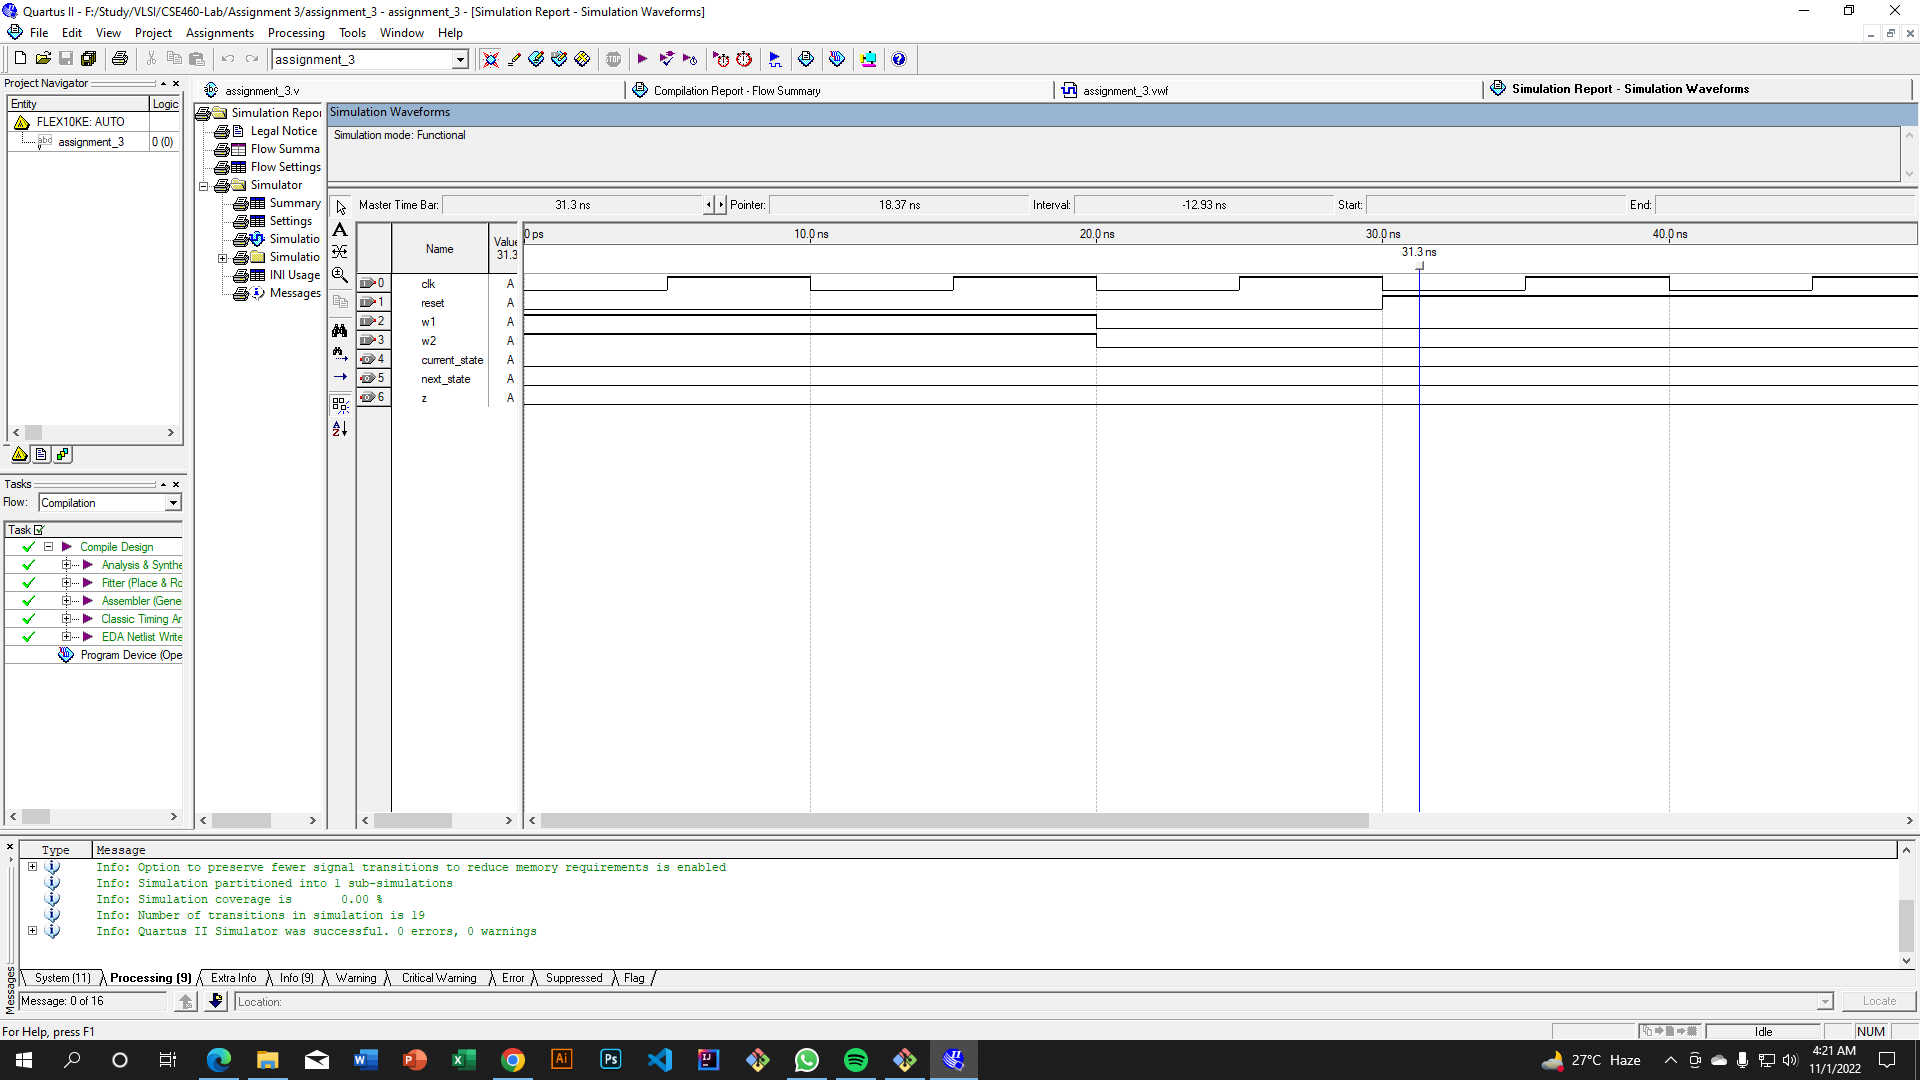 Quartus II - F:/Study/VLSI/CSE460-Lab/Assignment 3/assignment_3 - assignment_3 - [Simulation Report - Simulation Waveforms]
File Edit View Project Assignments Processing Tools Window Help
assignment_3
Project Navigator
Entity Logic
FLEX10KE: AUTO
assignment_3 0 (0)
Tasks
Flow: Compilation
Task
Compile Design
Analysis & Synthe
Fitter (Place & Ro
Assembler (Gene
Classic Timing An
EDA Netlist Write
Program Device (Ope
assignment_3.v
Compilation Report - Flow Summary
assignment_3.vwf
Simulation Report - Simulation Waveforms
Simulation Repo
Legal Notice
Flow Summa
Flow Settings
Simulator
Summary
Settings
Simulatio
Simulatio
INI Usage
Messages
Simulation Waveforms
Simulation mode: Functional
Master Time Bar: 31.3 ns Pointer: 18.37 ns Interval: -12.93 ns Start: End:
Name Value 31.3
0 ps 10.0 ns 20.0 ns 30.0 ns 40.0 ns
31.3 ns
0 clk A
1 reset A
2 w1 A
3 w2 A
4 current_state A
5 next_state A
6 z A
Type Message
Info: Option to preserve fewer signal transitions to reduce memory requirements is enabled
Info: Simulation partitioned into 1 sub-simulations
Info: Simulation coverage is 0.00 %
Info: Number of transitions in simulation is 19
Info: Quartus II Simulator was successful. 0 errors, 0 warnings
System (11) Processing (9) Extra Info Info (9) Warning Critical Warning Error Suppressed Flag
Messages
Message: 0 of 16 Location: Locate
For Help, press F1 Idle NUM
27°C Haze
4:21 AM
11/1/2022